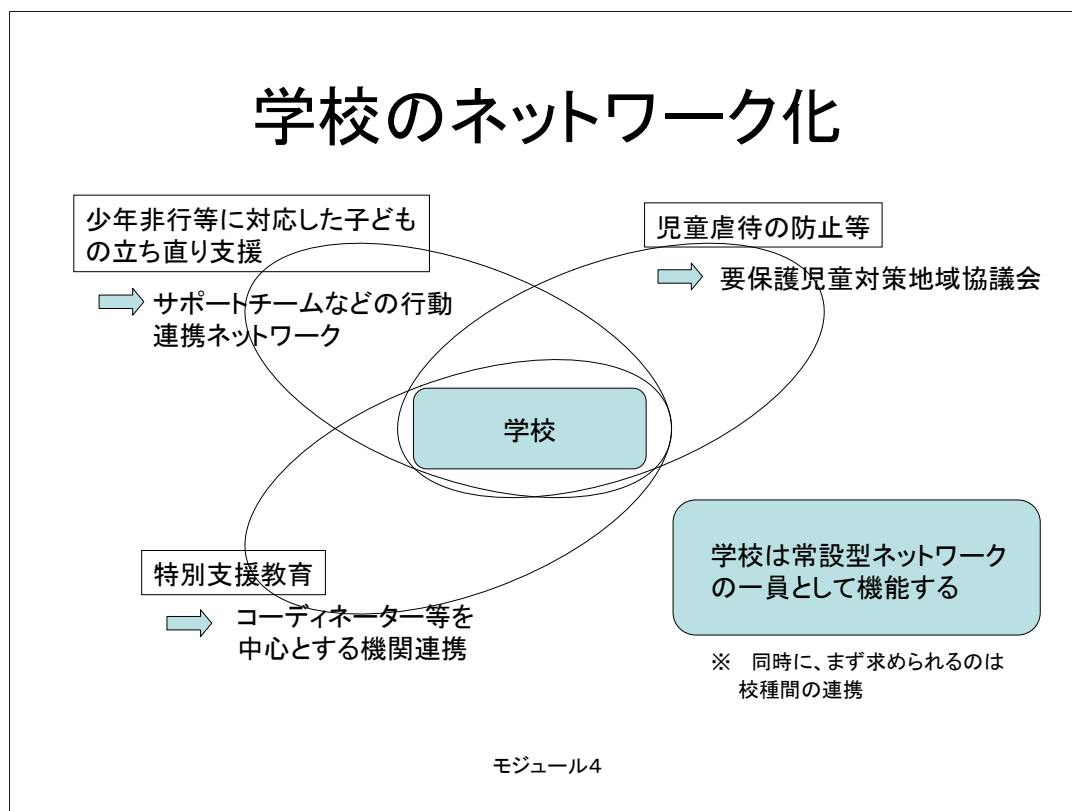 学校のネットワーク化
少年非行等に対応した子ども
の立ち直り支援
サポートチームなどの行動
連携ネットワーク
児童虐待の防止等
要保護児童対策地域協議会
学校
特別支援教育
コーディネーター等を
中心とする機関連携
学校は常設型ネットワーク
の一員として機能する
※　同時に、まず求められるのは
校種間の連携
モジュール4